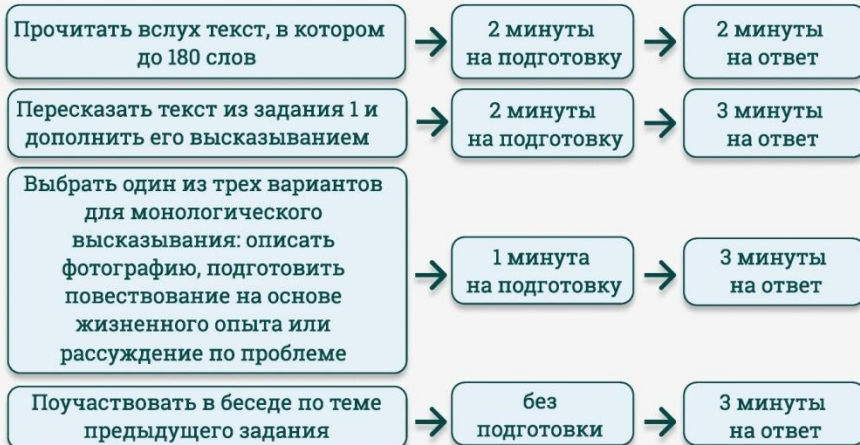 Прочитать вслух текст, в котором
до 180 слов
2 минуты
на подготовку
2 минуты
на ответ
Пересказать текст из задания 1 и
дополнить его высказыванием
2 минуты
на подготовку
3 минуты
на ответ
Выбрать один из трех вариантов
для монологического
высказывания: описать
фотографию, подготовить
повествование на основе
жизненного опыта или
рассуждение по проблеме
1 минута
на подготовку
3 минуты
на ответ
Поучаствовать в беседе по теме
предыдущего задания
без
подготовки
3 минуты
на ответ